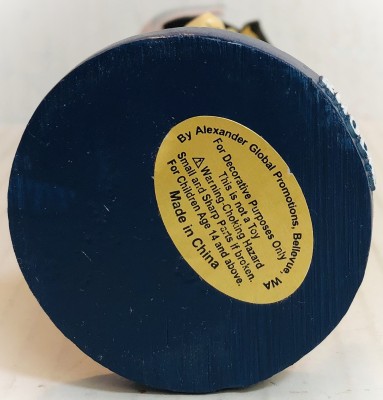 By Alexander Global Promotions, Bellevue, WA
For Decorative Purposes Only
This is not a Toy
⚠Warning-Choking Hazard
Small and Sharp Parts if broken.
For Children Age 14 and above.
Made in China